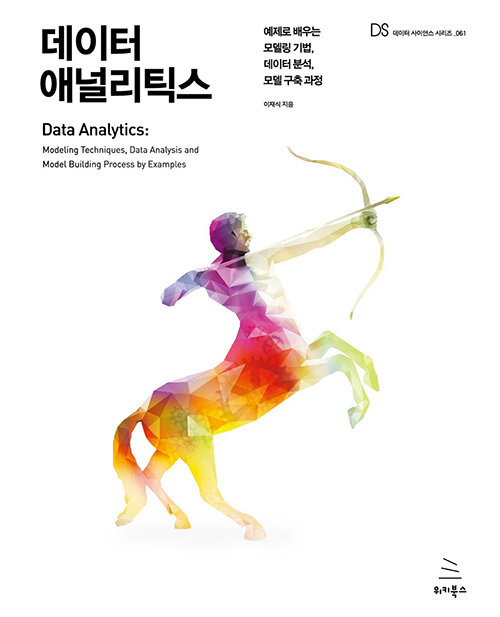 데이터
애널리틱스
Data Analytics:
Modeling Techniques, Data Analysis and
Model Building Process by Examples
예제로 배우는
모델링 기법,
데이터 분석,
모델 구축 과정
이재식 지음
DS 데이터 사이언스 시리즈_061
위키북스